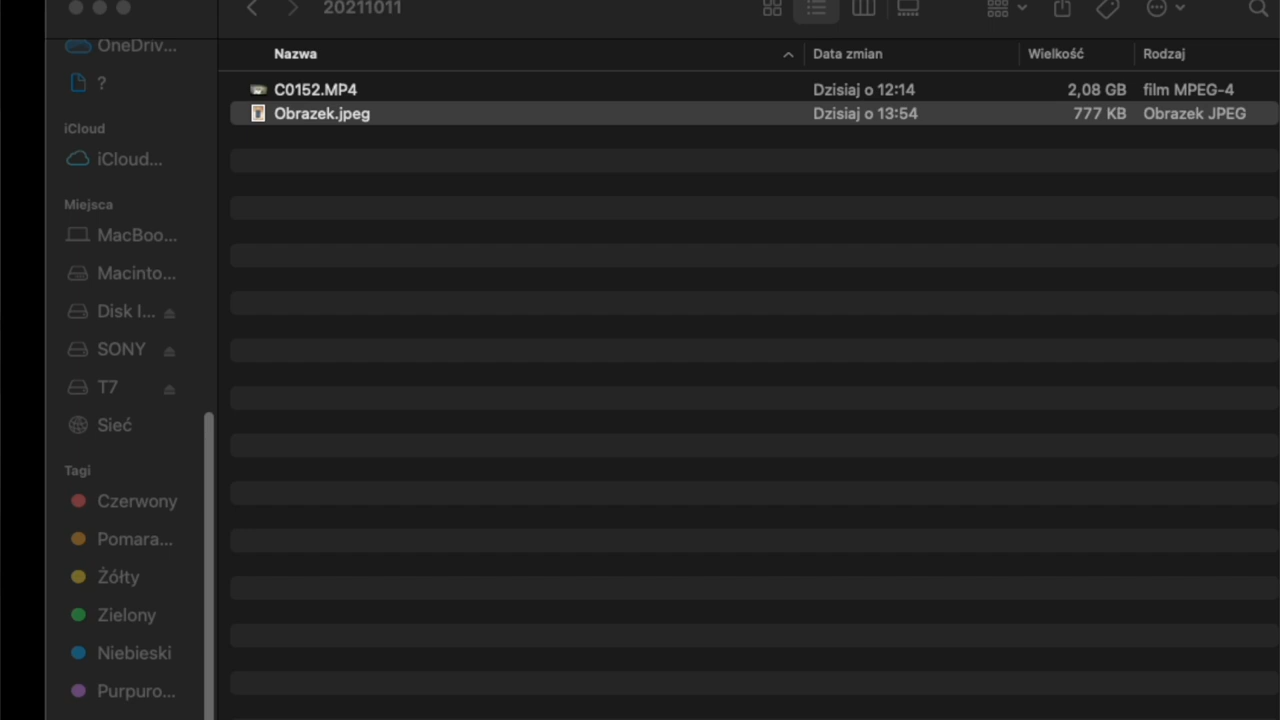 20211011
OneDriv...
?
iCloud
iCloud...
Miejsca
MacBoo...
Macinto...
Disk I...
SONY
T7
Sieć
Tagi
Czerwony
Pomara...
Żółty
Zielony
Niebieski
Purpuro...
Nazwa Data zmian Wielkość Rodzaj
C0152.MP4 Dzisiaj o 12:14 2,08 GB film MPEG-4
Obrazek.jpeg Dzisiaj o 13:54 777 KB Obrazek JPEG